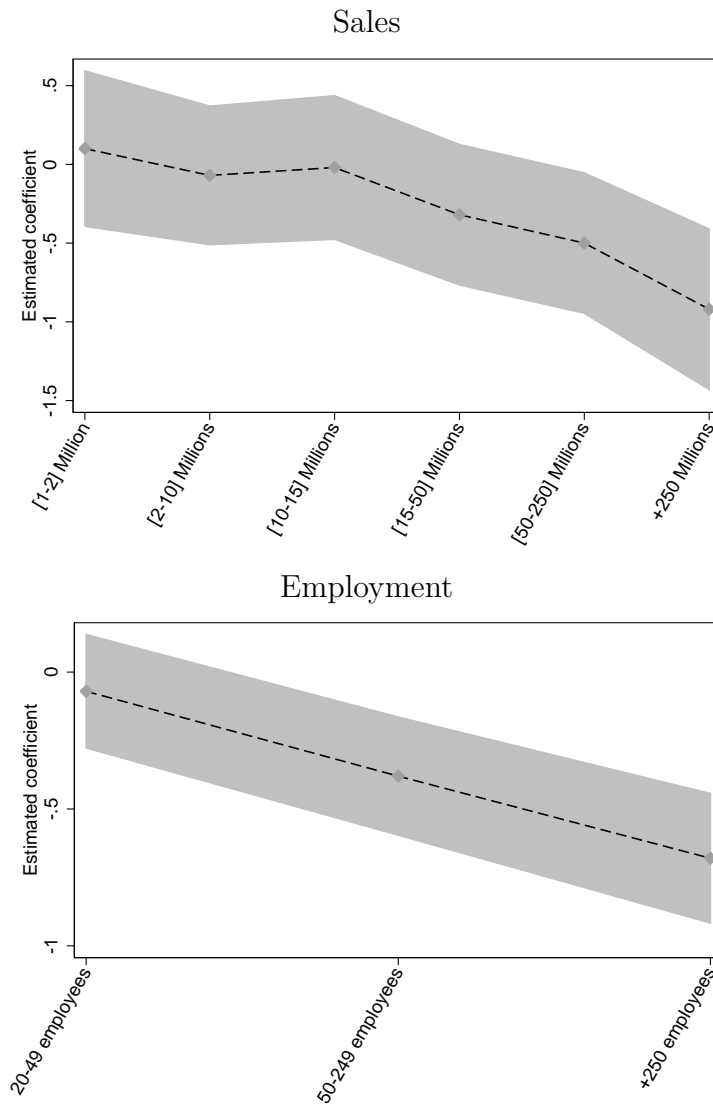 Sales
Estimated coefficient
.5
0
-.5
-1
-1.5
[1-2] Million
[2-10] Millions
[10-15] Millions
[15-50] Millions
[50-250] Millions
+250 Millions
Employment
Estimated coefficient
0
-.5
-1
20-49 employees
50-249 employees
+250 employees